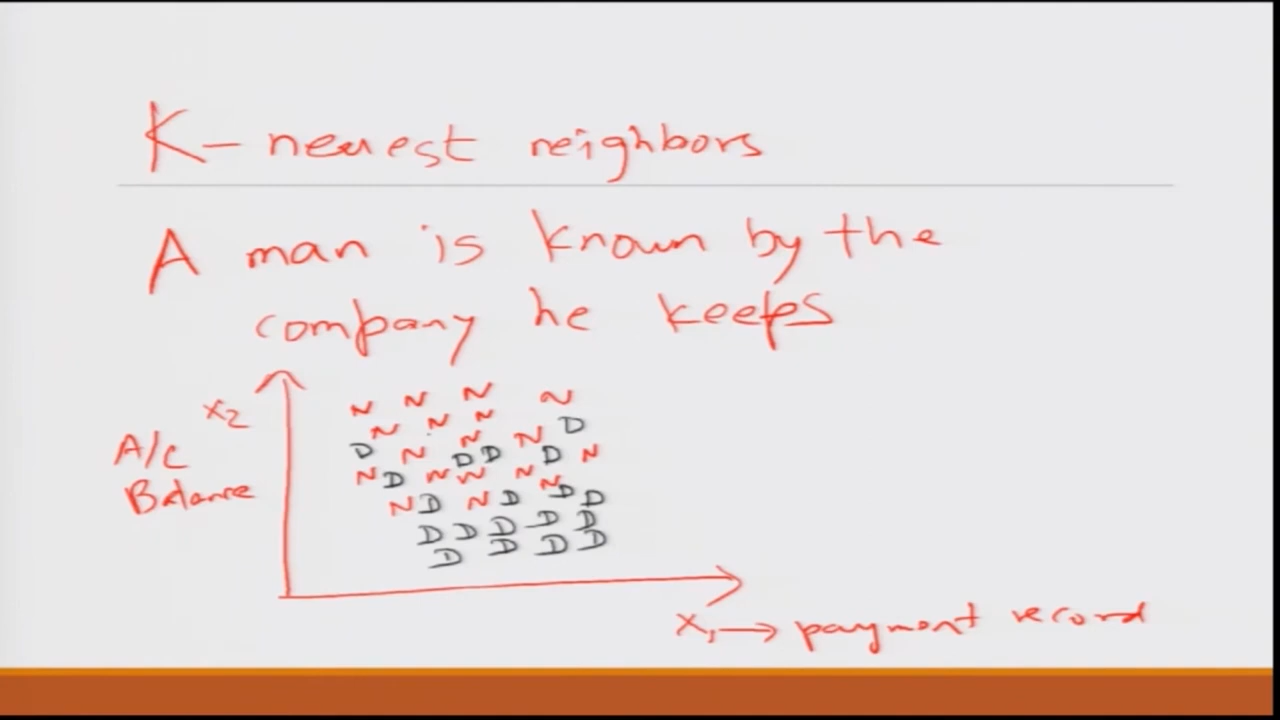 K- nearest neighbors
A man is known by the
company he keeps
x2
A/C
Balance
N N N N
N N N
D N N N D
D D D N
N D N N N N
N D N D D D
D D D D D
D D D D
x1 → payment record